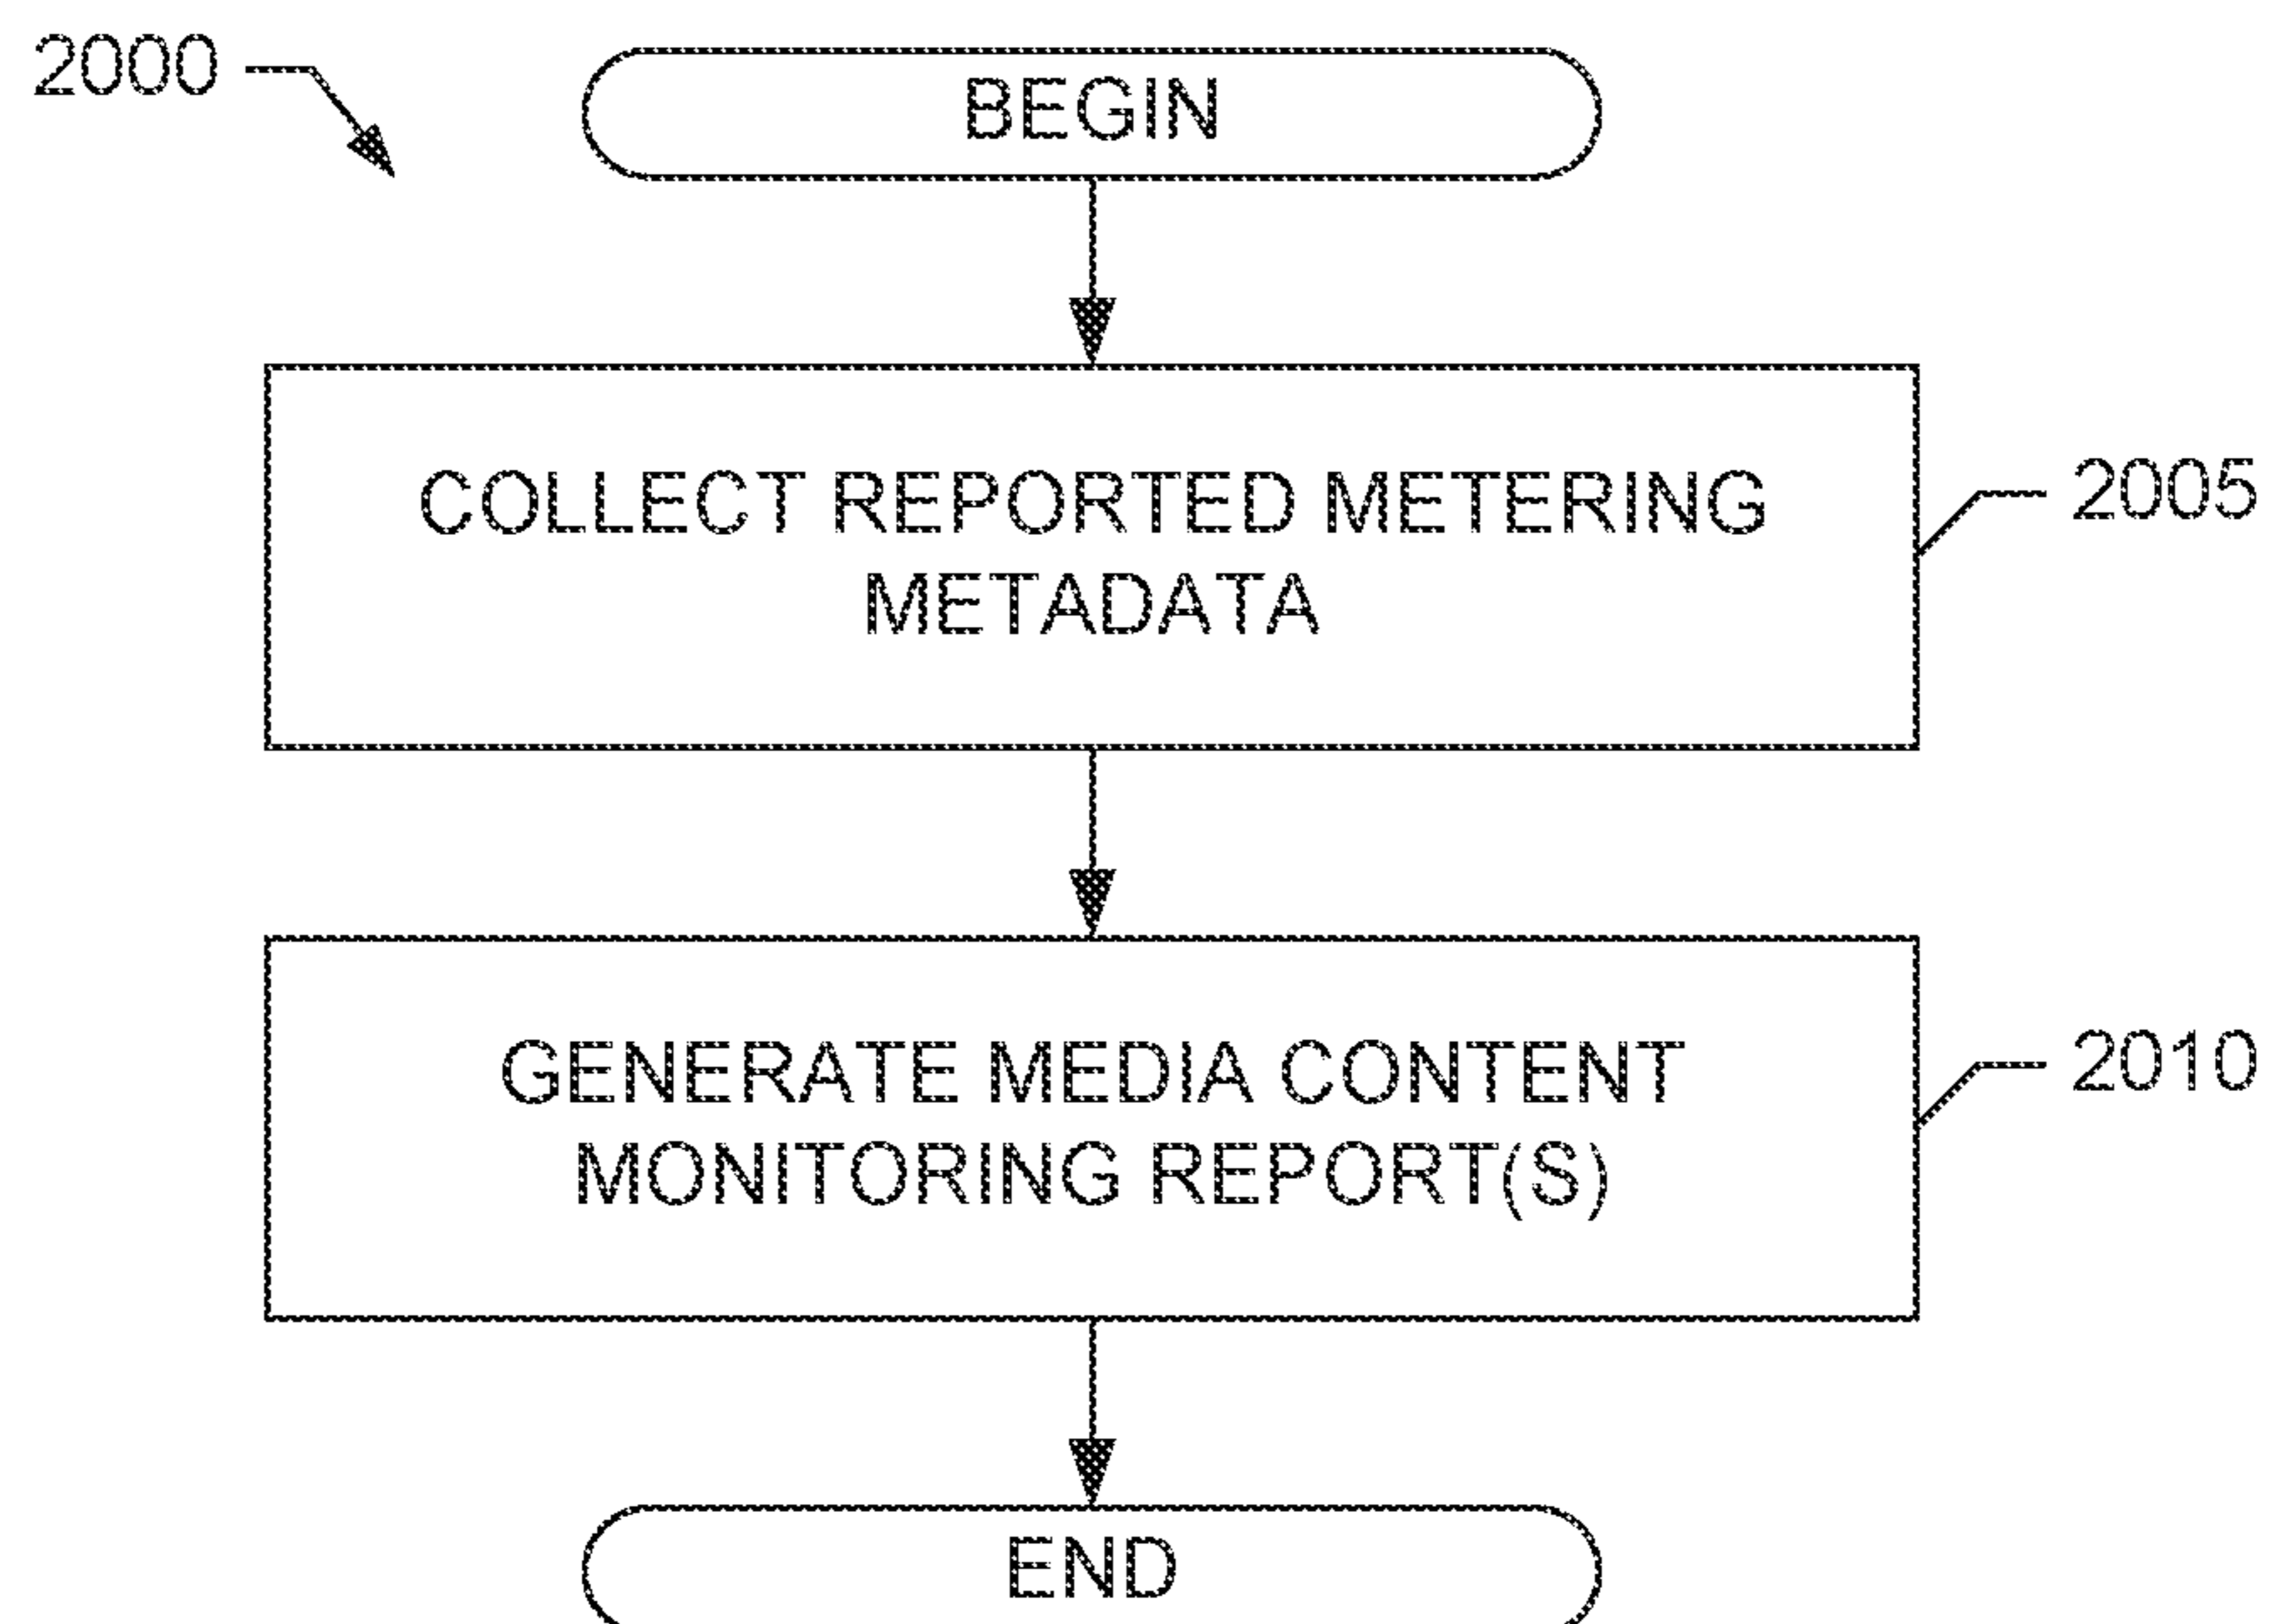 2000
BEGIN
COLLECT REPORTED METERING
METADATA
2005
GENERATE MEDIA CONTENT
MONITORING REPORT(S)
2010
END